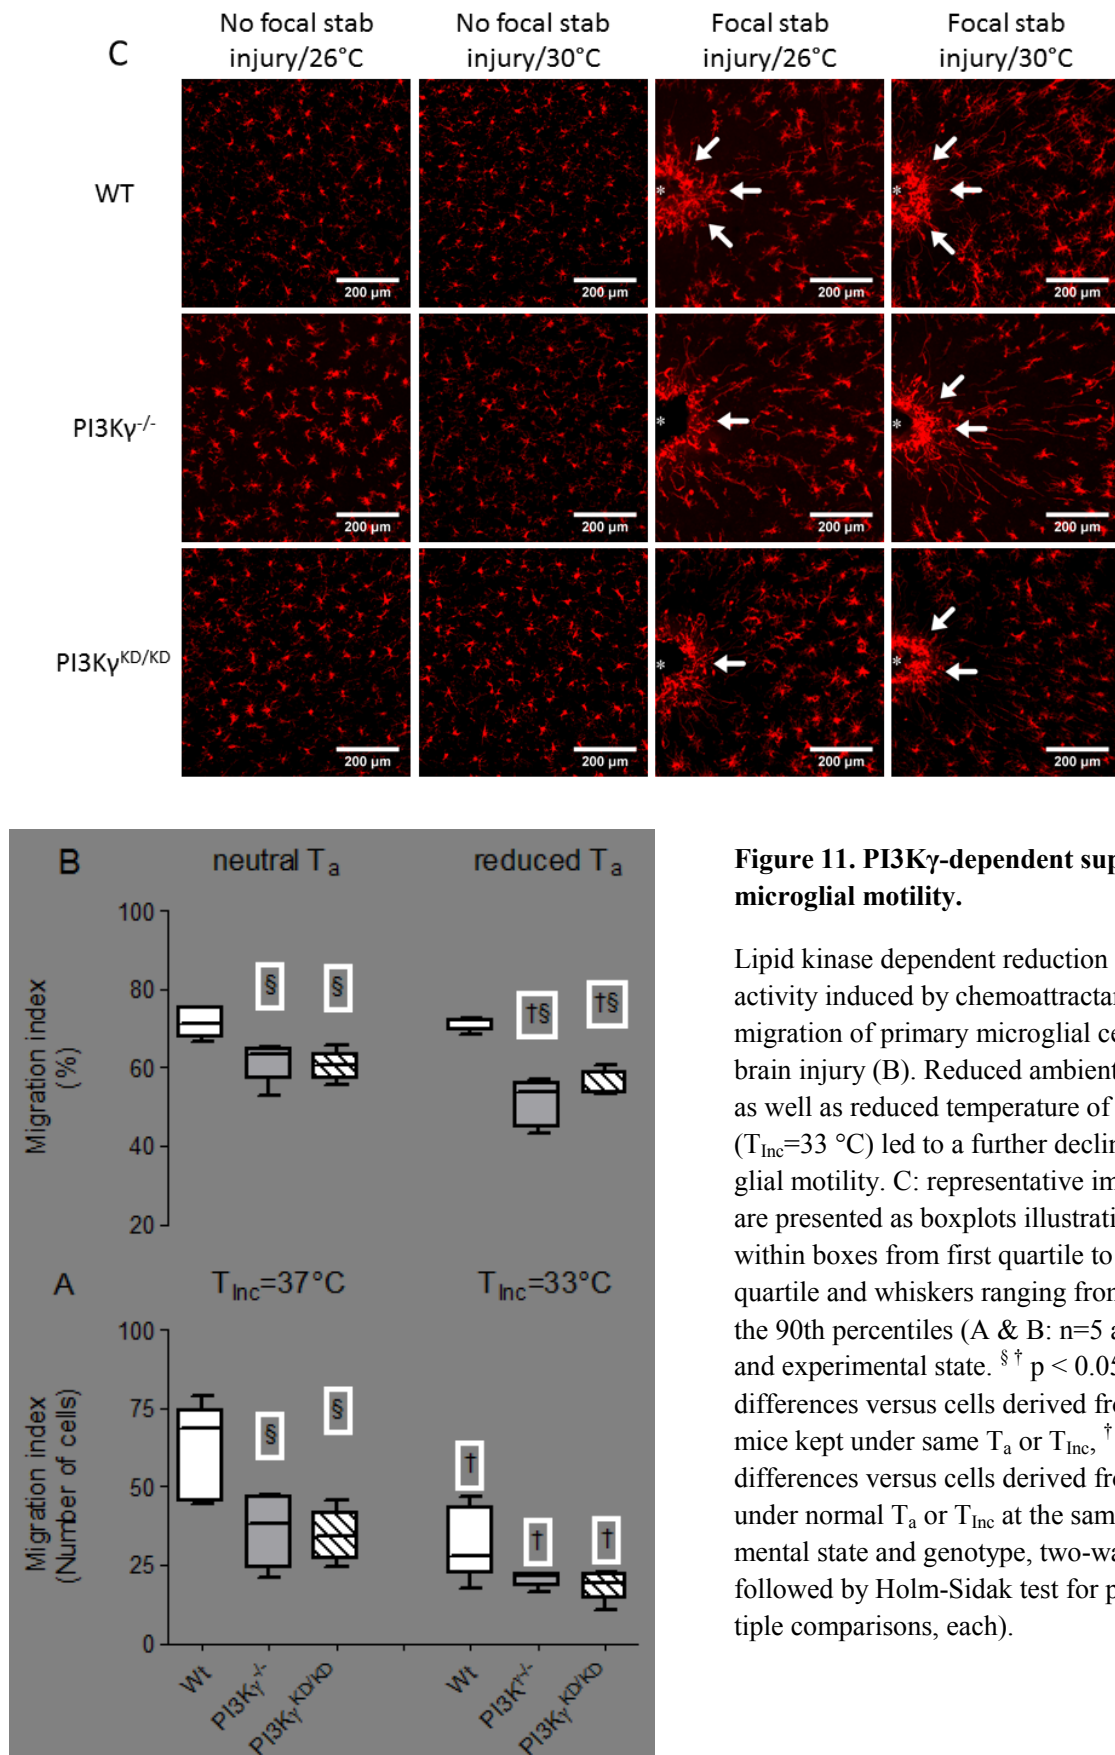 C
No focal stab injury/26°C
No focal stab injury/30°C
Focal stab injury/26°C
Focal stab injury/30°C
WT
* 
*
200 µm 200 µm 200 µm 200 µm
PI3Kγ-/-
*
*
200 µm 200 µm 200 µm 200 µm
PI3KγKD/KD
*
*
200 µm 200 µm 200 µm 200 µm
B
neutral Ta
reduced Ta
Migration index
(%)
100
80
60
40
20
§
§
†§
†§
A
TInc=37°C
TInc=33°C
Migration index
(Number of cells)
100
75
50
25
0
§
§
†
†
†
Wt
PI3Kγ-/-
PI3KγKD/KD
Wt
PI3Kγ-/-
PI3KγKD/KD
Figure 11. PI3Kγ-dependent sup
microglial motility.
Lipid kinase dependent reduction
activity induced by chemoattractan
migration of primary microglial ce
brain injury (B). Reduced ambient
as well as reduced temperature of
(TInc=33 °C) led to a further declin
glial motility. C: representative im
are presented as boxplots illustrati
within boxes from first quartile to
quartile and whiskers ranging from
the 90th percentiles (A & B: n=5 a
and experimental state. § † p < 0.05
differences versus cells derived fro
mice kept under same Ta or TInc, †
differences versus cells derived fro
under normal Ta or TInc at the same
mental state and genotype, two-wa
followed by Holm-Sidak test for p
tiple comparisons, each).